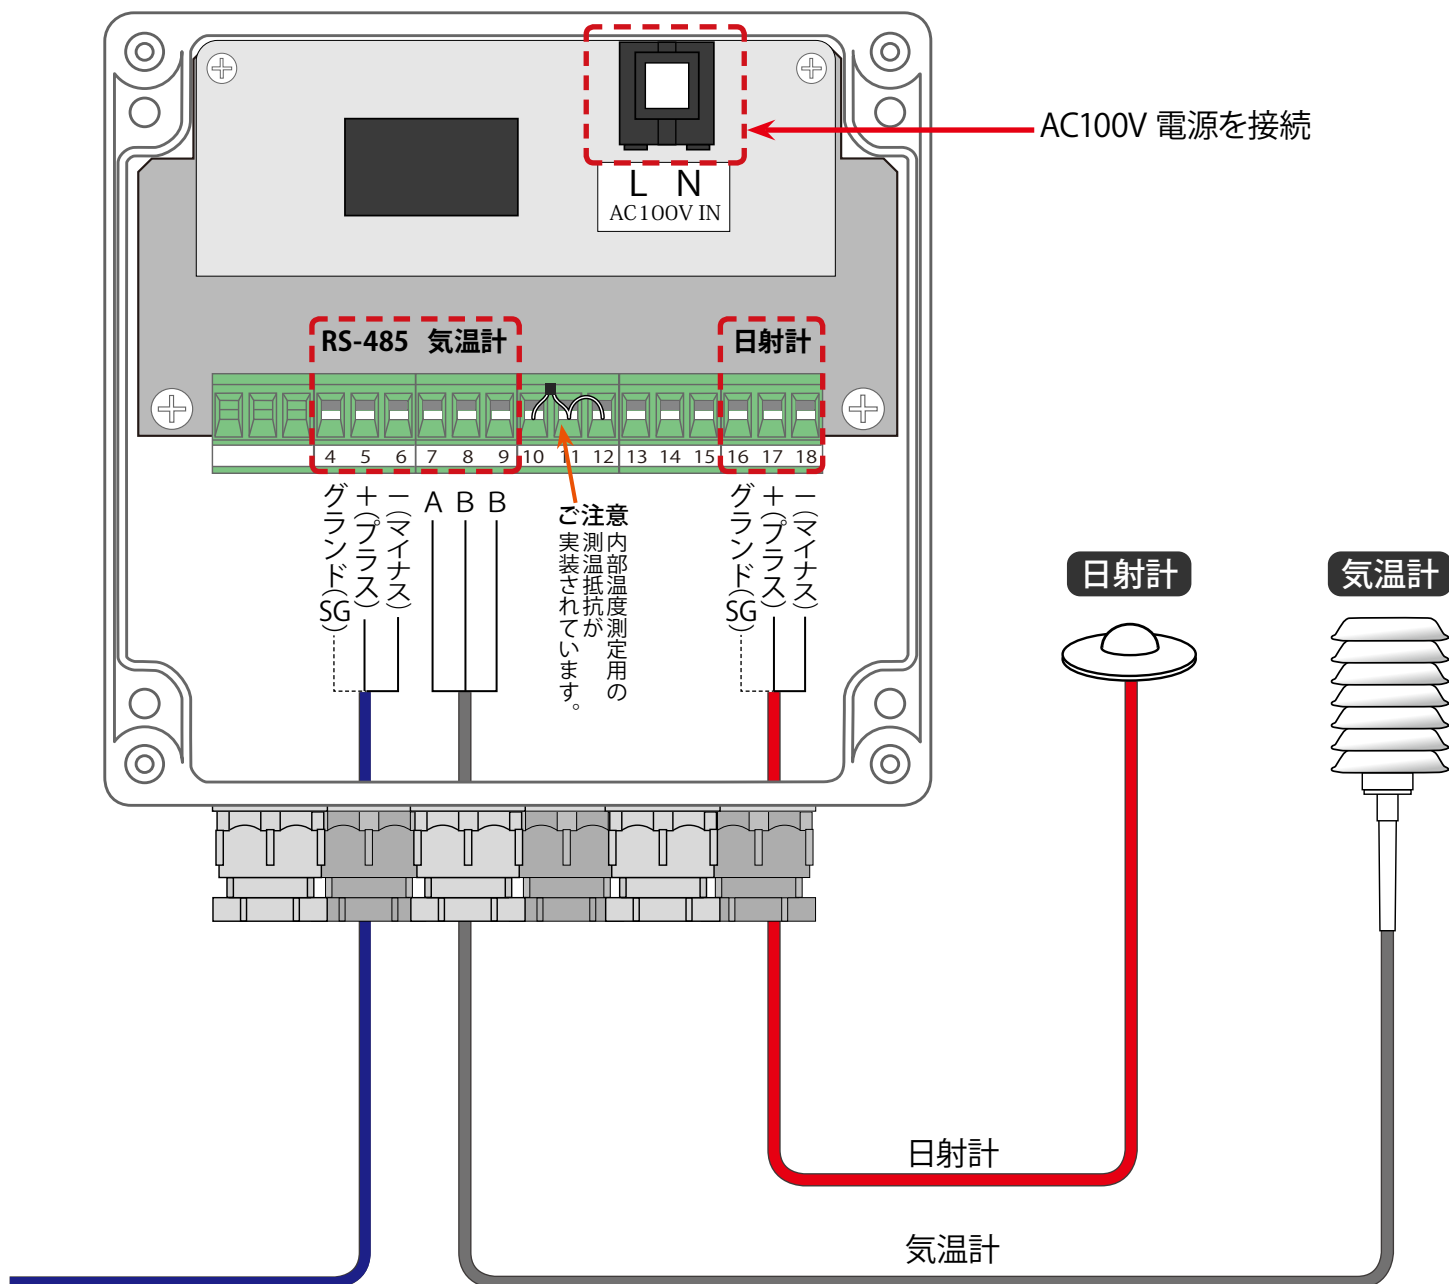 AC100V 電源を接続
L N
AC100V IN
RS-485 気温計
日射計
4 5 6 7 8 9 10 11 12 13 14 15 16 17 18
グランド(SG)
+(プラス)
−(マイナス)
A B B
ご注意
内部温度測定用の
測温抵抗が
実装されています。
グランド(SG)
+(プラス)
−(マイナス)
日射計
気温計
日射計
気温計